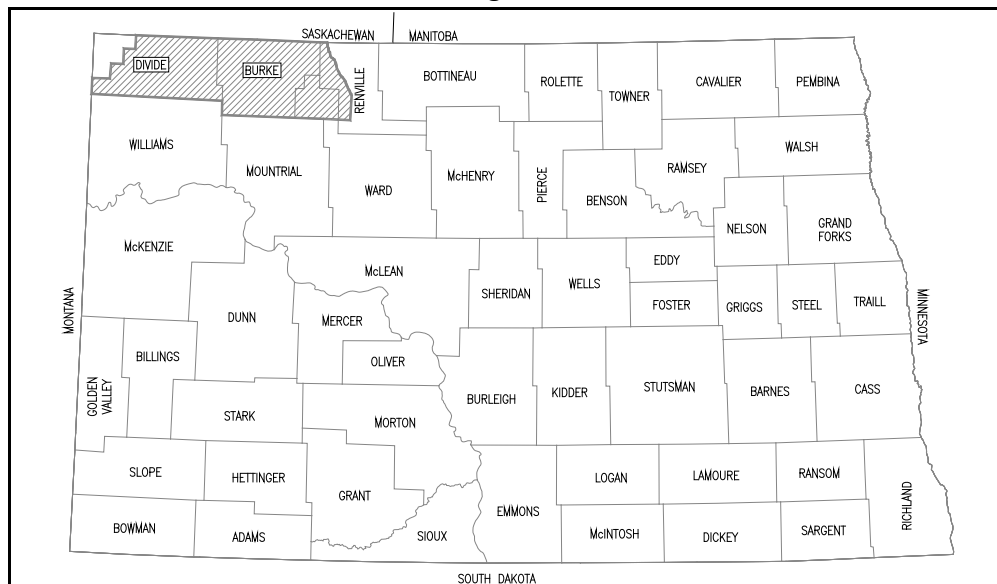 SASKACHEWAN
MANITOBA
DIVIDE
BURKE
RENVILLE
BOTTINEAU
ROLETTE
TOWNER
CAVALIER
PEMBINA
WILLIAMS
MOUNTRIAL
WARD
McHENRY
PIERCE
BENSON
RAMSEY
WALSH
McKENZIE
NELSON
GRAND
FORKS
McLEAN
SHERIDAN
WELLS
EDDY
FOSTER
GRIGGS
STEEL
TRAILL
MONTANA
MINNESOTA
DUNN
MERCER
OLIVER
BILLINGS
GOLDEN
VALLEY
STARK
MORTON
BURLEIGH
KIDDER
STUTSMAN
BARNES
CASS
SLOPE
HETTINGER
GRANT
EMMONS
LOGAN
LAMOURE
RANSOM
RICHLAND
BOWMAN
ADAMS
SIOUX
McINTOSH
DICKEY
SARGENT
SOUTH DAKOTA